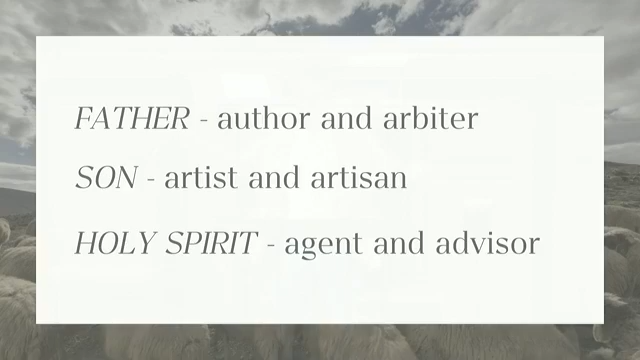 FATHER - author and arbiter
SON - artist and artisan
HOLY SPIRIT - agent and advisor